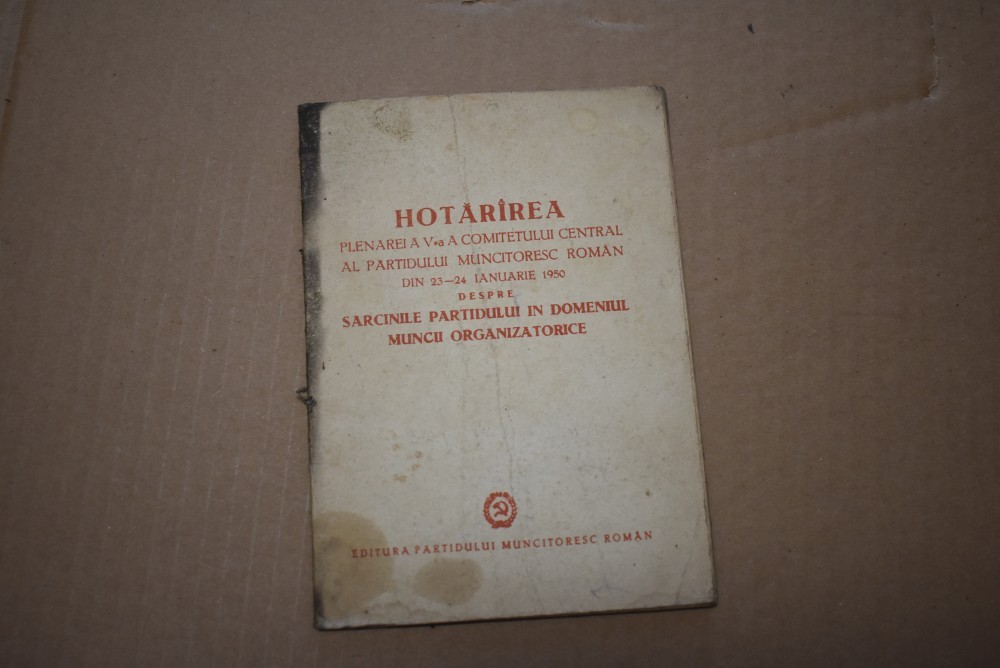 HOTĂRÎREA
PLENAREI A V-a A COMITETULUI CENTRAL
AL PARTIDULUI MUNCITORESC ROMÂN
DIN 23—24 IANUARIE 1950
DESPRE
SARCINILE PARTIDULUI IN DOMENIUL
MUNCII ORGANIZATORICE
EDITURA PARTIDULUI MUNCITORESC ROMÂN